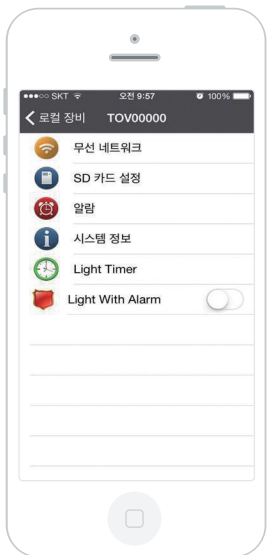 ●●●○○ SKT 오전 9:57 100%
로컬 장비 TOV00000
무선 네트워크
SD 카드 설정
알람
시스템 정보
Light Timer
Light With Alarm